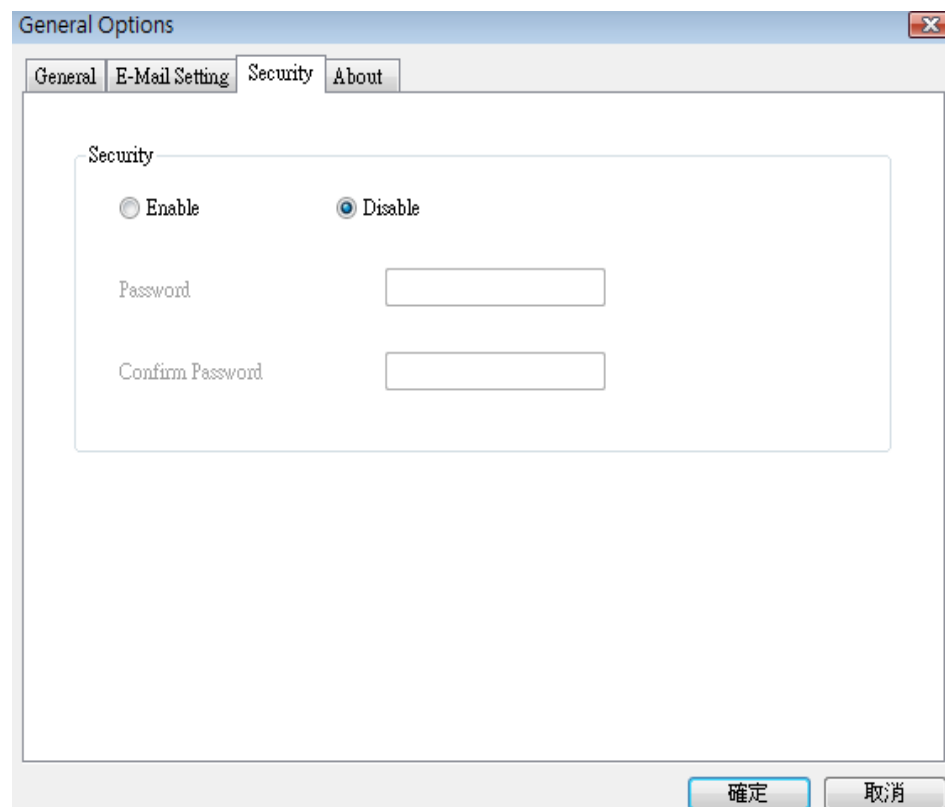 General Options
General E-Mail Setting Security About
Security
Enable Disable
Password
Confirm Password
確定 取消